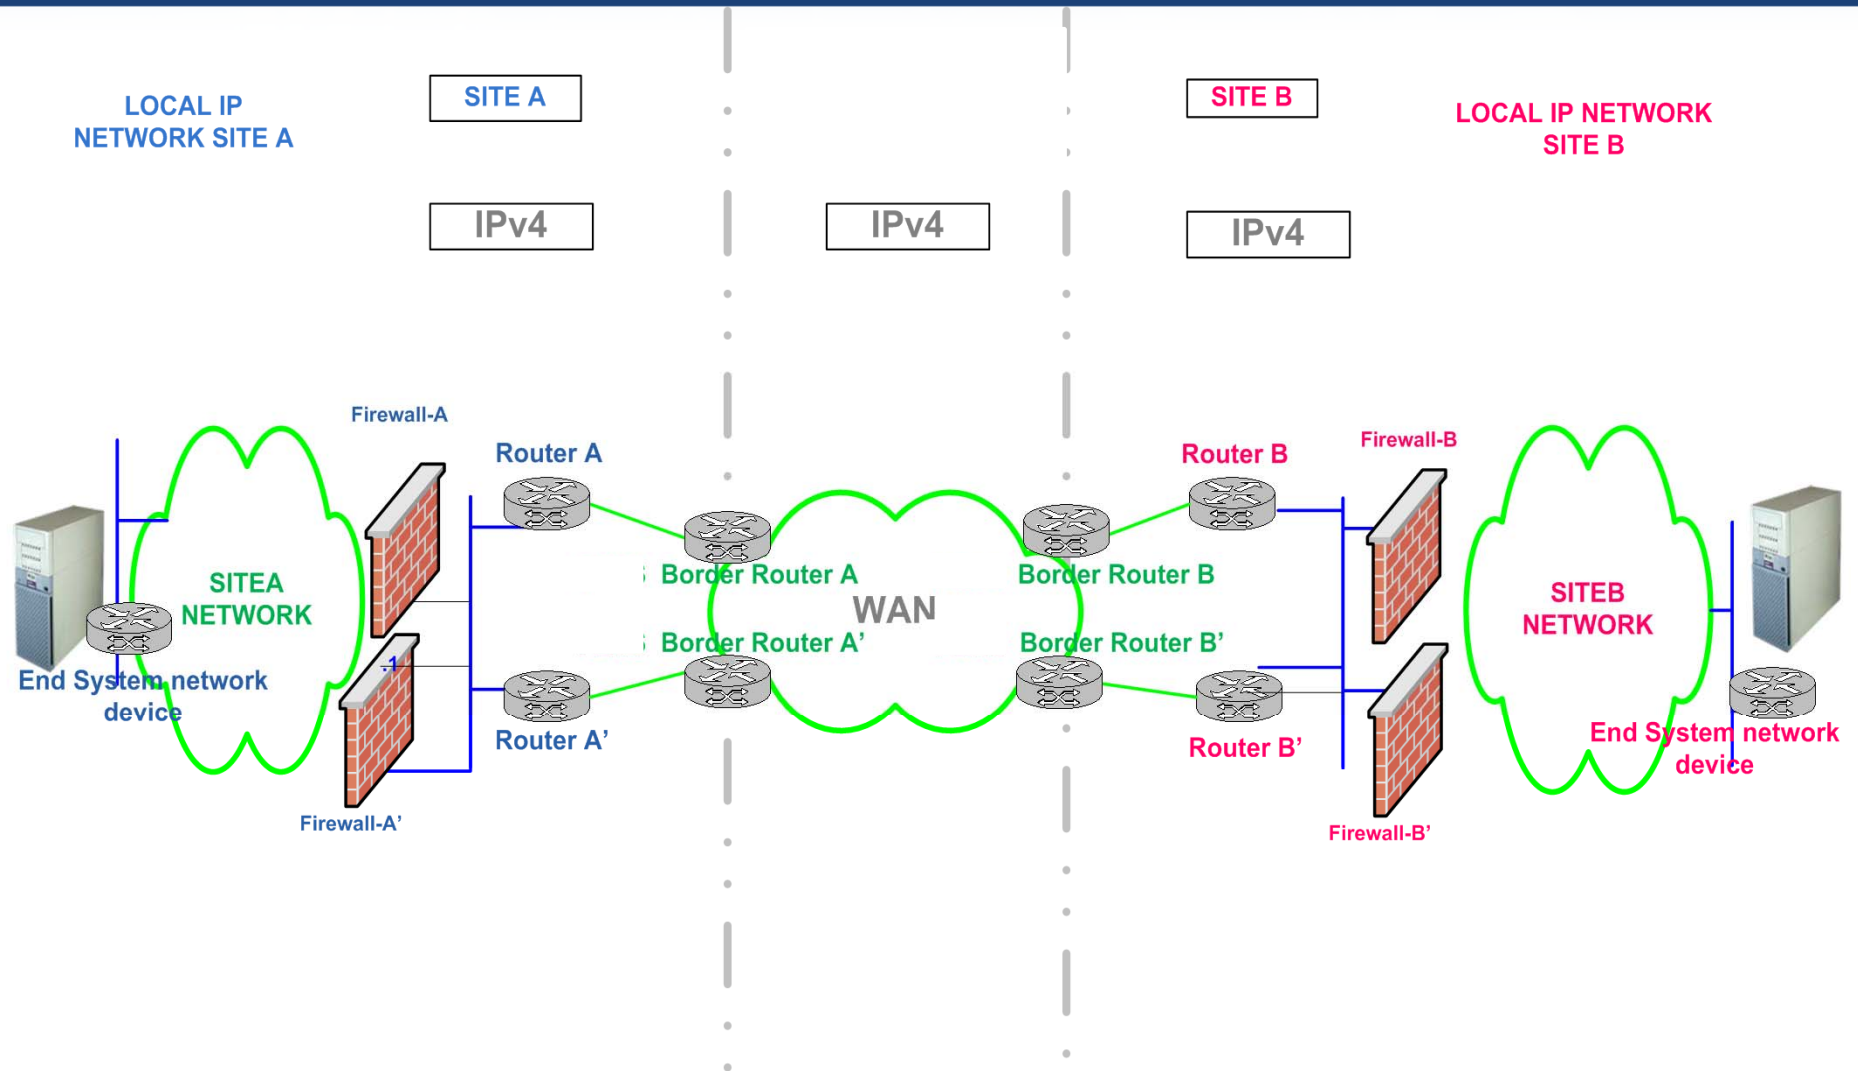 LOCAL IP
NETWORK SITE A
SITE A
SITE B
LOCAL IP NETWORK
SITE B
IPv4
IPv4
IPv4
Firewall-A
Router A
Router B
Firewall-B
SITEA
NETWORK
Border Router A
Border Router B
WAN
SITEB
NETWORK
Border Router A’
Border Router B’
.1
End System network
device
Router A’
Router B’
End System network
device
Firewall-A’
Firewall-B’